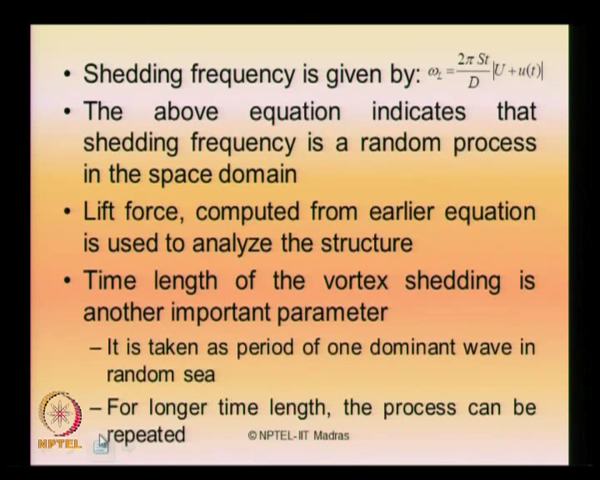 • Shedding frequency is given by: ω_L = 2π St / D |U + u(t)|
• The above equation indicates that
shedding frequency is a random process
in the space domain
• Lift force, computed from earlier equation
is used to analyze the structure
• Time length of the vortex shedding is
another important parameter
– It is taken as period of one dominant wave in
random sea
– For longer time length, the process can be
repeated
© NPTEL-IIT Madras
NPTEL